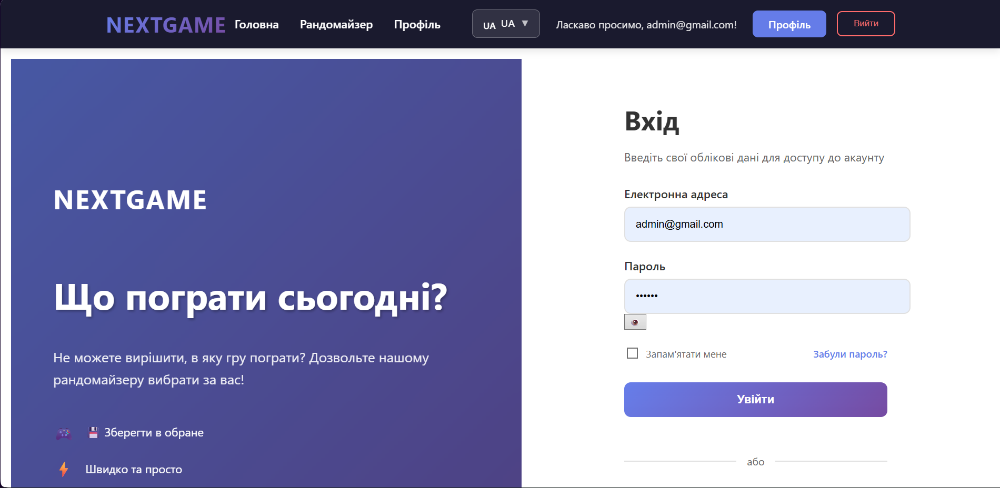 NEXTGAME Головна Рандомайзер Профіль UA UA ▼ Ласкаво просимо, admin@gmail.com! Профіль Вийти
NEXTGAME
Що пограти сьогодні?
Не можете вирішити, в яку гру пограти? Дозвольте нашому
рандомайзеру вибрати за вас!
Зберегти в обране
Швидко та просто
Вхід
Введіть свої облікові дані для доступу до акаунту
Електронна адреса
admin@gmail.com
Пароль
••••••
Запам'ятати мене Забули пароль?
Увійти
або